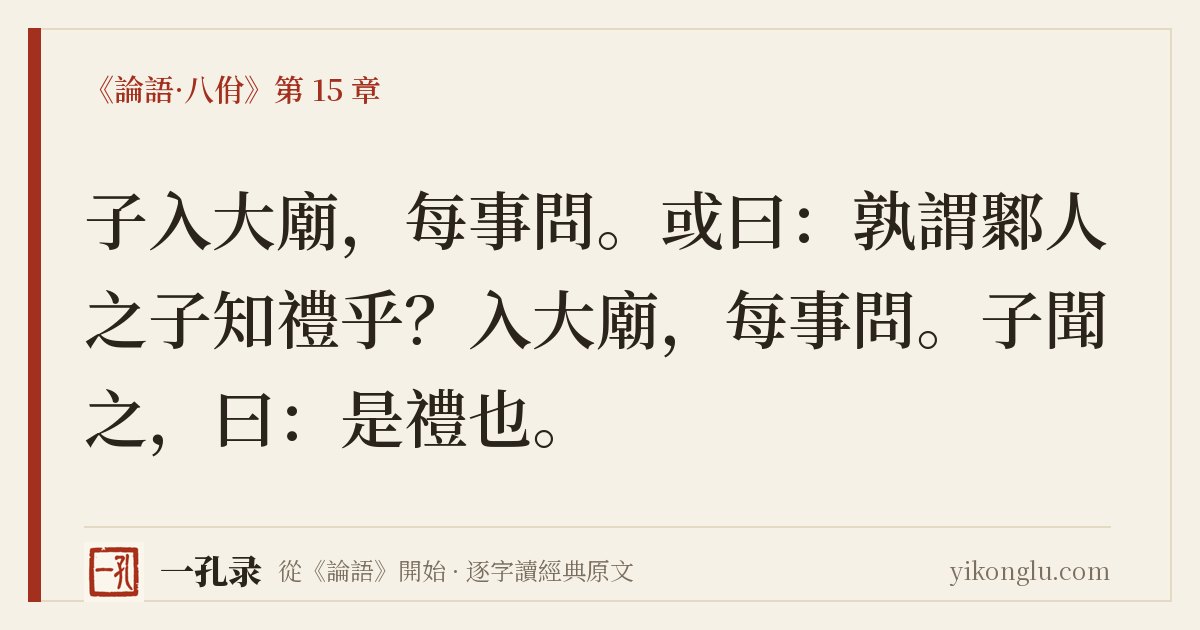 《論語·八佾》第 15 章
子入大廟，每事問。或曰：孰謂鄹人
之子知禮乎？入大廟，每事問。子聞
之，曰：是禮也。
一孔
一孔录 從《論語》開始 · 逐字讀經典原文 yikonglu.com